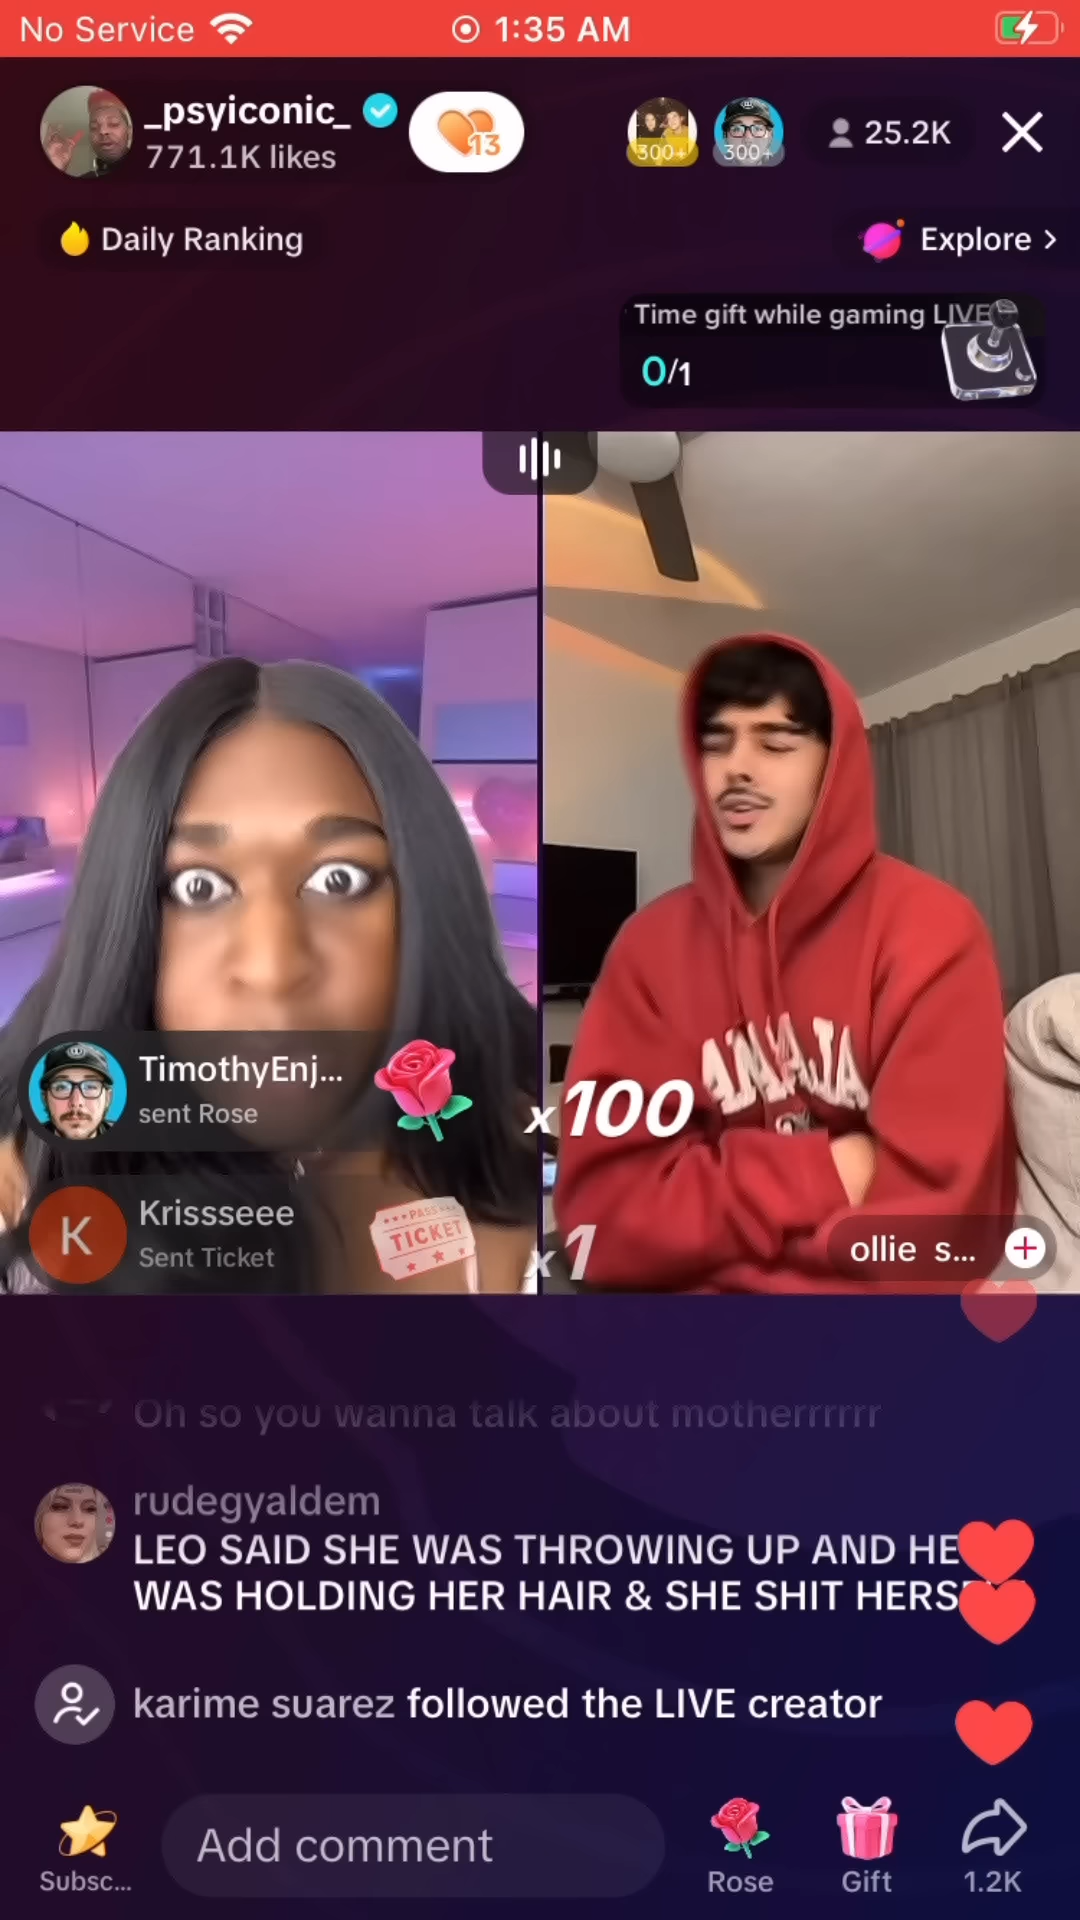 No Service 1:35 AM
_psyiconic_ 13
771.1K likes
300+ 300+ 25.2K
Daily Ranking
Explore >
Time gift while gaming LIVE
0/1
TimothyEnj...
sent Rose
x100
Krissseee
Sent Ticket
K
PASS
TICKET
x1
ollie s...
Oh so you wanna talk about motherrrrrr
rudegyaldem
LEO SAID SHE WAS THROWING UP AND HE
WAS HOLDING HER HAIR & SHE SHIT HERS
karime suarez followed the LIVE creator
Subsc...
Add comment
Rose
Gift
1.2K